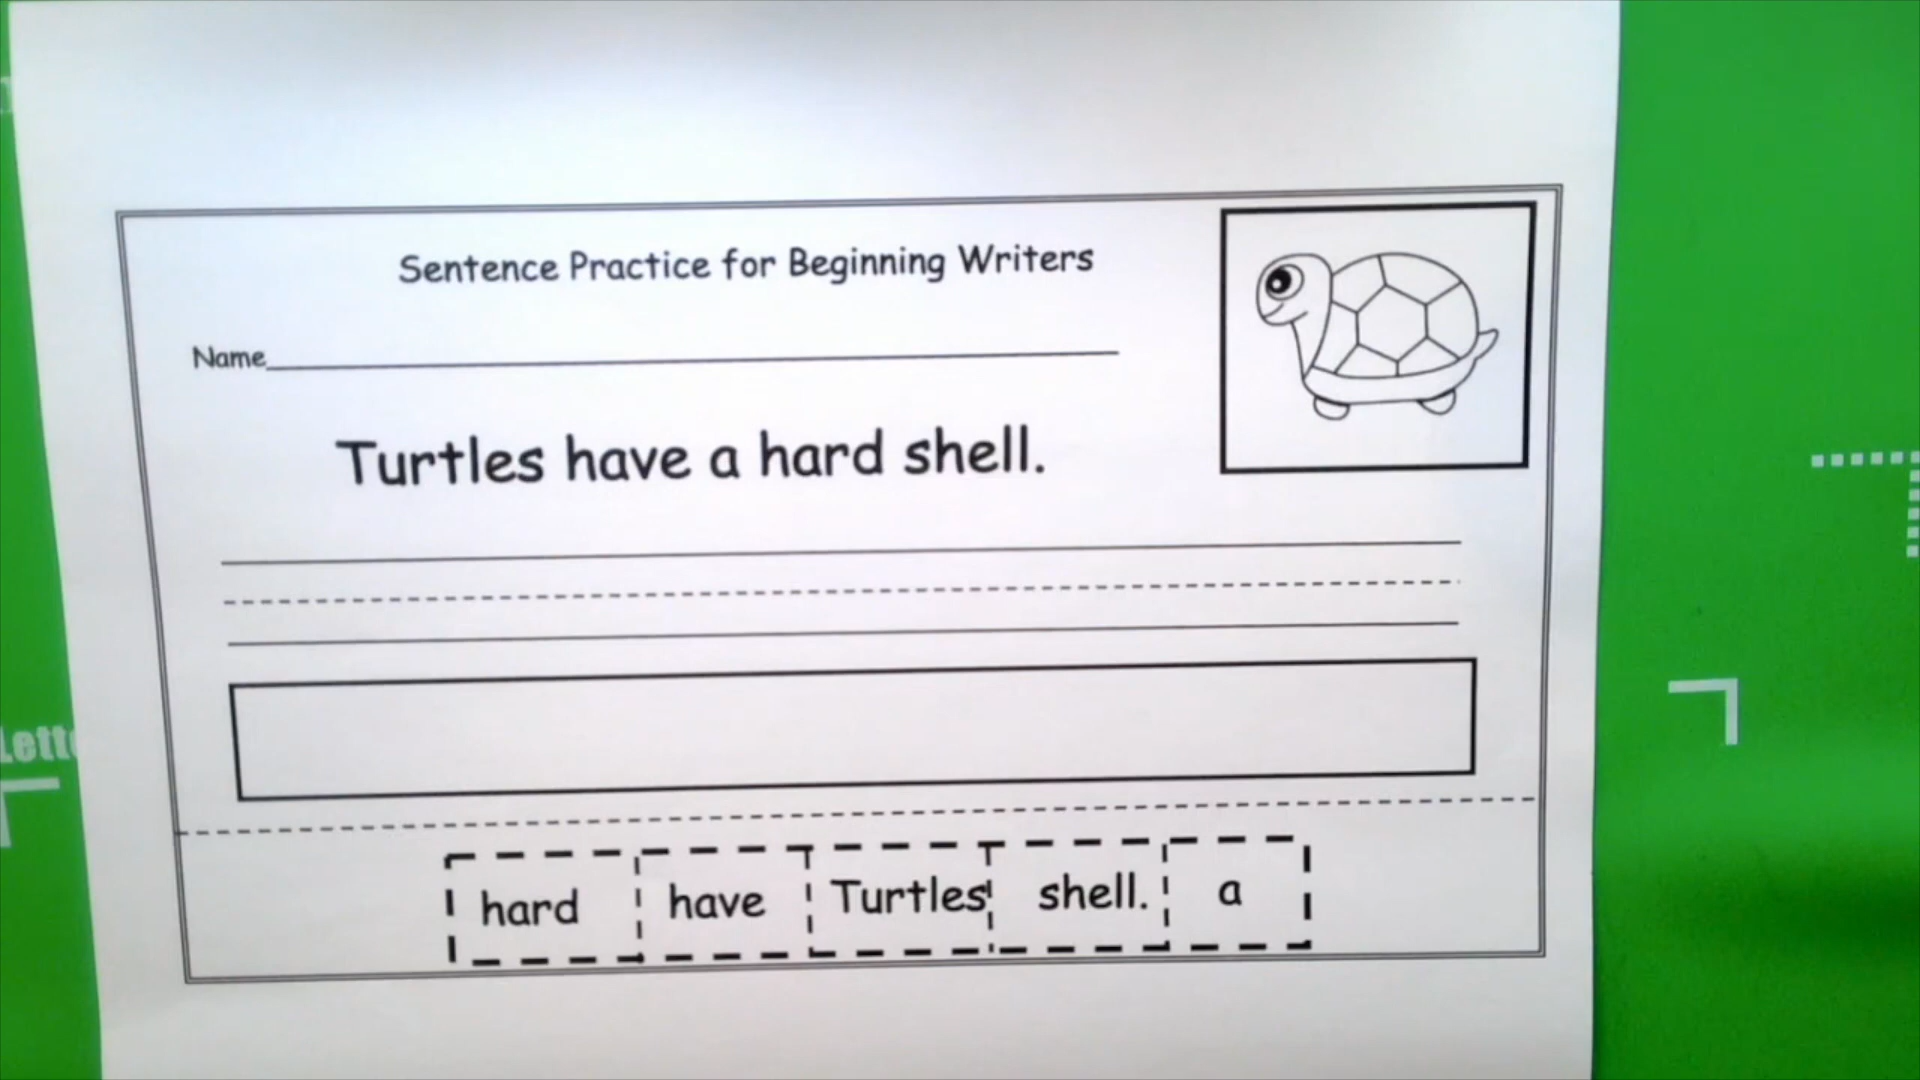 Sentence Practice for Beginning Writers
Name
Turtles have a hard shell.
hard have Turtles shell. a